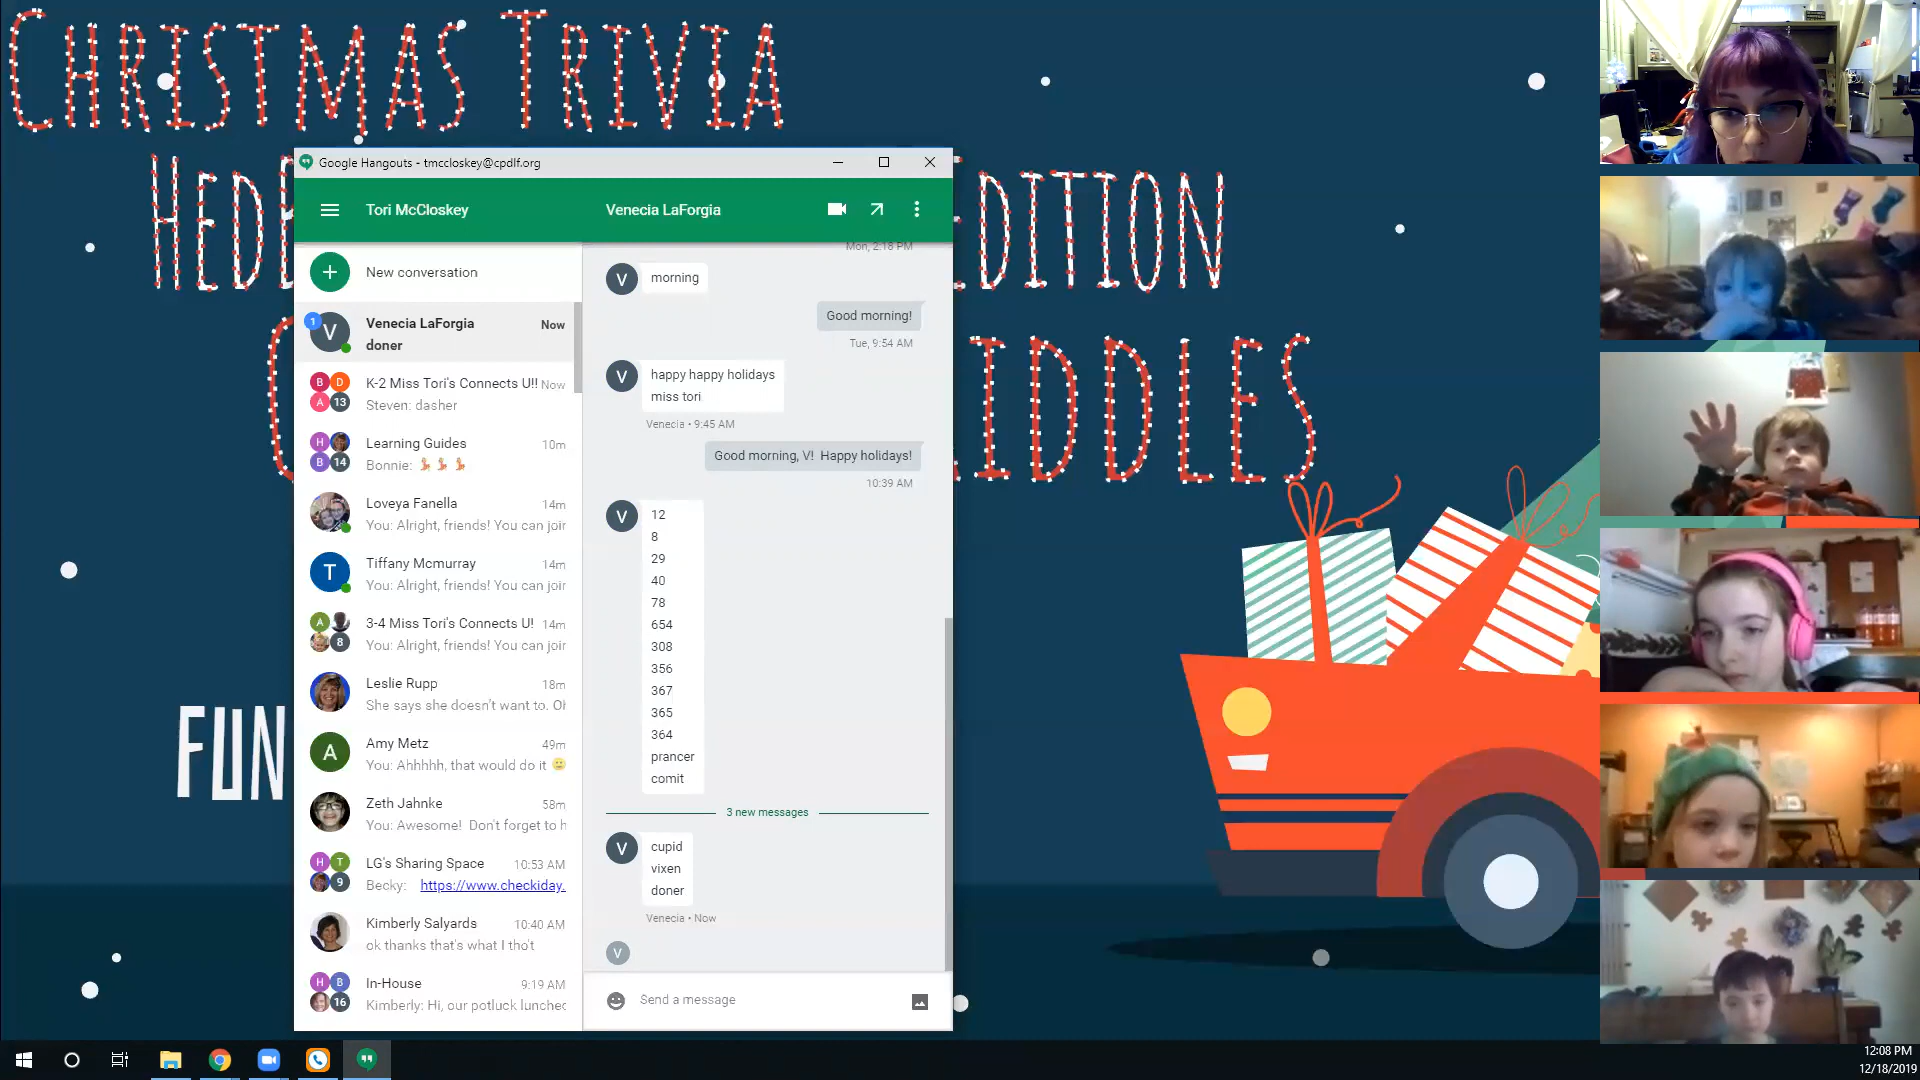 CHRISTMAS TRIVIA
HEDB EDITION
C IDDLES
FUN
Google Hangouts - tmccloskey@cpdlf.org
Tori McCloskey
Venecia LaForgia
New conversation
1
V
Venecia LaForgia
Now
doner
B D
A 13
K-2 Miss Tori's Connects U!! Now
Steven: dasher
H
B 14
Learning Guides 10m
Bonnie:
Loveya Fanella 14m
You: Alright, friends! You can joir
T
Tiffany Mcmurray 14m
You: Alright, friends! You can joir
A
8
3-4 Miss Tori's Connects U! 14m
You: Alright, friends! You can joir
Leslie Rupp 18m
She says she doesn't want to. Oh
A
Amy Metz 49m
You: Ahhhhh, that would do it
Zeth Jahnke 58m
You: Awesome! Don't forget to h
H T
9
LG's Sharing Space 10:53 AM
Becky: https://www.checkiday.
Kimberly Salyards 10:40 AM
ok thanks that's what I tho't
H B
16
In-House 9:19 AM
Kimberly: Hi, our potluck lunched
Mon, 2:18 PM
V
morning
Good morning!
Tue, 9:54 AM
V
happy happy holidays
miss tori
Venecia • 9:45 AM
Good morning, V! Happy holidays!
10:39 AM
V
12
8
29
40
78
654
308
356
367
365
364
prancer
comit
3 new messages
V
cupid
vixen
doner
Venecia • Now
V
Send a message
12:08 PM
12/18/2019